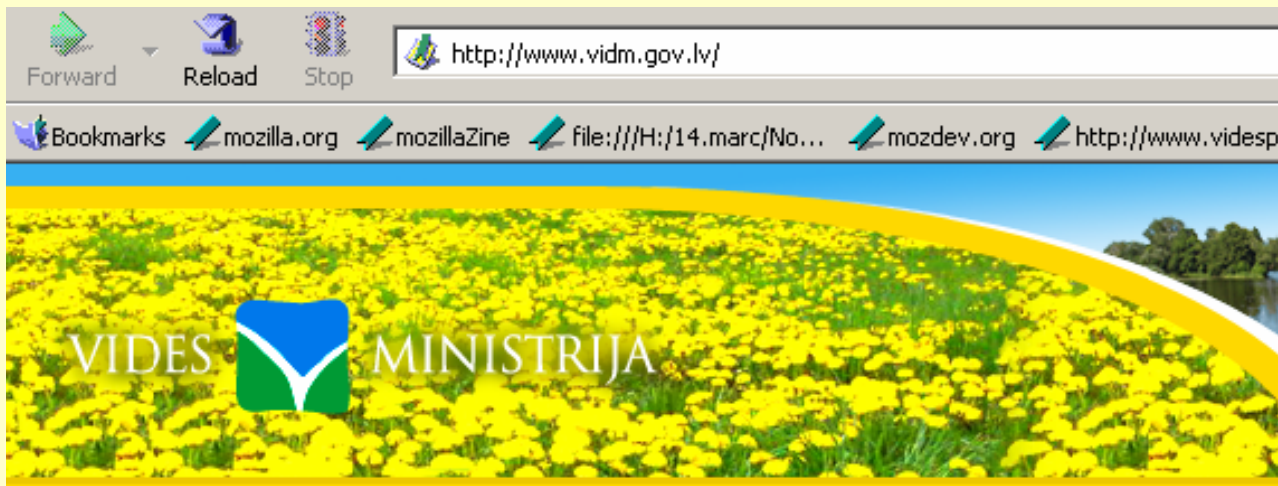 http://www.vidm.gov.lv/
Forward Reload Stop
Bookmarks mozilla.org mozillaZine file:///H:/14.marc/No... mozdev.org http://www.videsp
VIDES MINISTRIJA